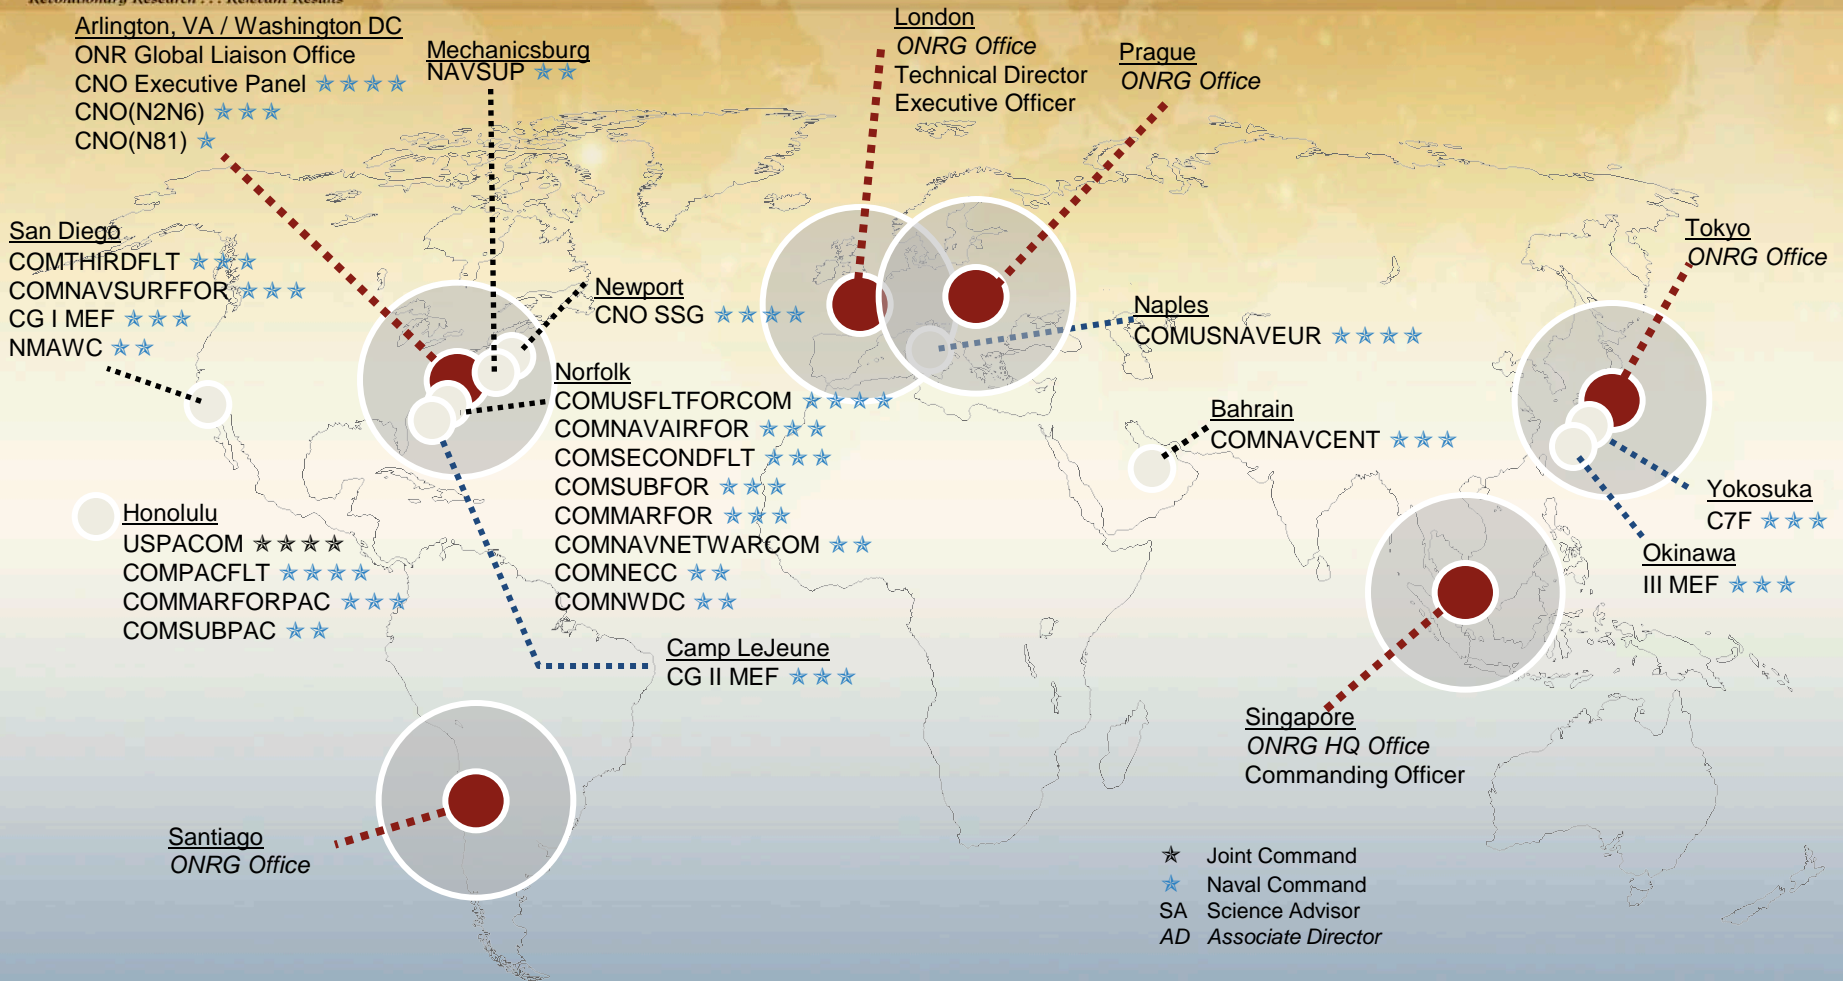 Revolutionary Research . . . Relevant Results
Arlington, VA / Washington DC
ONR Global Liaison Office
CNO Executive Panel ✯ ✯ ✯ ✯
CNO(N2N6) ✯ ✯ ✯
CNO(N81) ✯
Mechanicsburg
NAVSUP ✯ ✯
London
ONRG Office
Technical Director
Executive Officer
Prague
ONRG Office
San Diego
COMTHIRDFLT ✯ ✯ ✯
COMNAVSURFFOR ✯ ✯ ✯
CG I MEF ✯ ✯ ✯
NMAWC ✯ ✯
Newport
CNO SSG ✯ ✯ ✯ ✯
Tokyo
ONRG Office
Naples
COMUSNAVEUR ✯ ✯ ✯ ✯
Norfolk
COMUSFLTFORCOM ✯ ✯ ✯ ✯
COMNAVAIRFOR ✯ ✯ ✯
COMSECONDFLT ✯ ✯ ✯
COMSUBFOR ✯ ✯ ✯
COMMARFOR ✯ ✯ ✯
COMNAVNETWARCOM ✯ ✯
COMNECC ✯ ✯
COMNWDC ✯ ✯
Bahrain
COMNAVCENT ✯ ✯ ✯
Honolulu
USPACOM ✯ ✯ ✯ ✯
COMPACFLT ✯ ✯ ✯ ✯
COMMARFORPAC ✯ ✯ ✯
COMSUBPAC ✯ ✯
Yokosuka
C7F ✯ ✯ ✯
Okinawa
III MEF ✯ ✯ ✯
Camp LeJeune
CG II MEF ✯ ✯ ✯
Singapore
ONRG HQ Office
Commanding Officer
Santiago
ONRG Office
✯ Joint Command
✯ Naval Command
SA Science Advisor
AD Associate Director